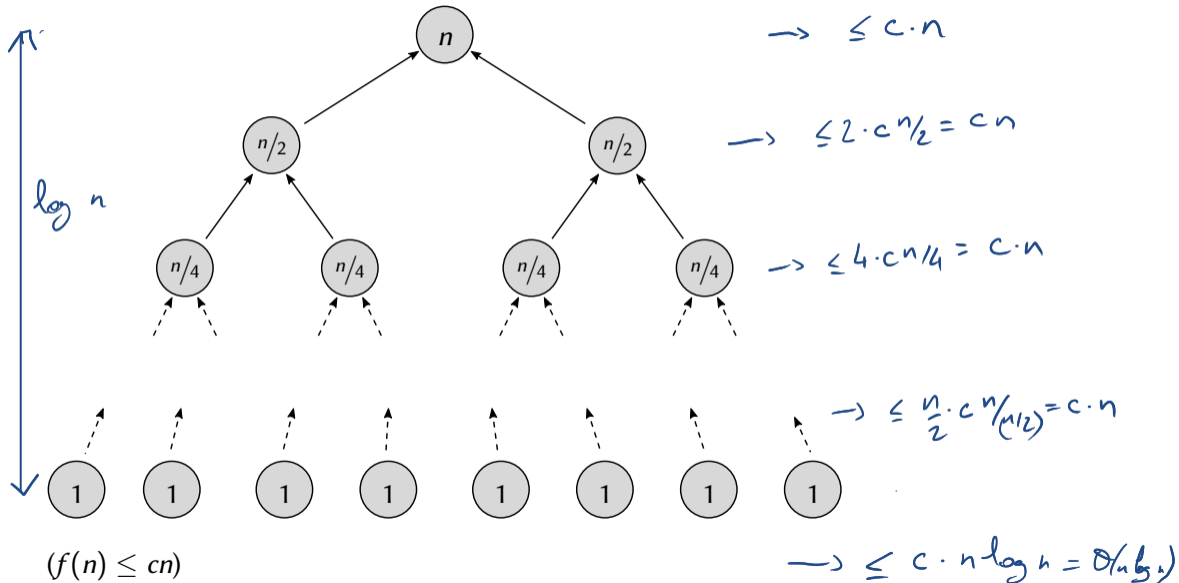 n → ≤ c·n
n/2 n/2 → ≤ 2·c n/2 = cn
log n
n/4 n/4 n/4 n/4 → ≤ 4·c n/4 = c·n
→ ≤ n/2 · c n/(n/2) = c·n
1 1 1 1 1 1 1 1
(f(n) ≤ cn) → ≤ c · n log n = O(n log n)